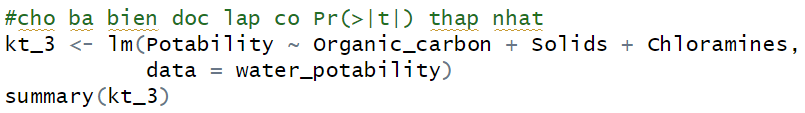 #cho ba bien doc lap co Pr(>|t|) thap nhat
kt_3 <- lm(Potability ~ Organic_carbon + Solids + Chloramines,
data = water_potability)
summary(kt_3)